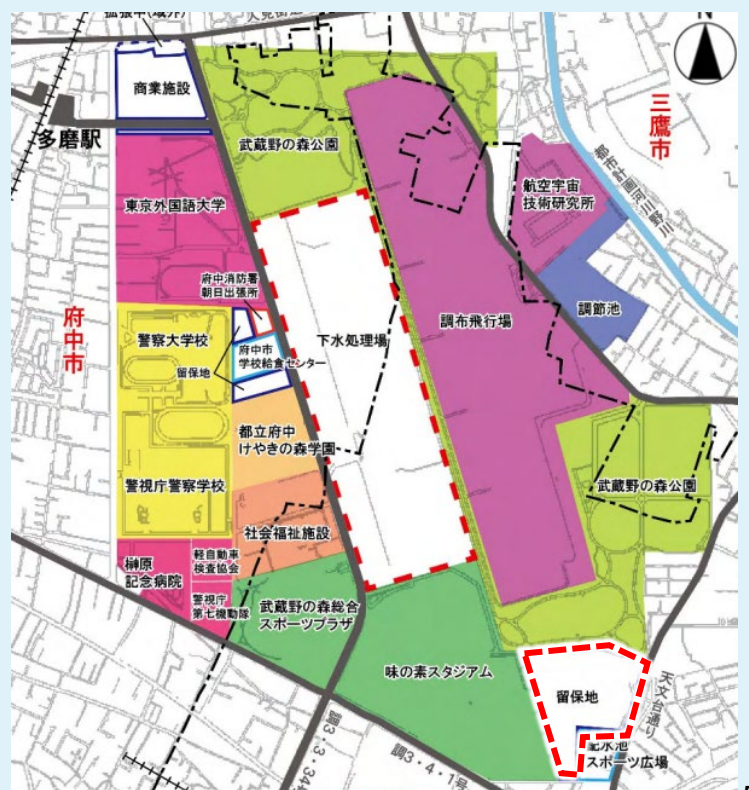 N
商業施設
多磨駅
武蔵野の森公園
三鷹市
都市計画河川野川
東京外国語大学
航空宇宙
技術研究所
府中消防署
朝日出張所
府中市
警察大学校
下水処理場
調布飛行場
調節池
府中市
学校給食センター
留保地
都立府中
けやきの森学園
警視庁警察学校
武蔵野の森公園
社会福祉施設
榊原
記念病院
軽自動車
検査協会
警視庁
第七機動隊
武蔵野の森総合
スポーツプラザ
味の素スタジアム
留保地
天文台通り
スポーツ広場
調3・4・1号